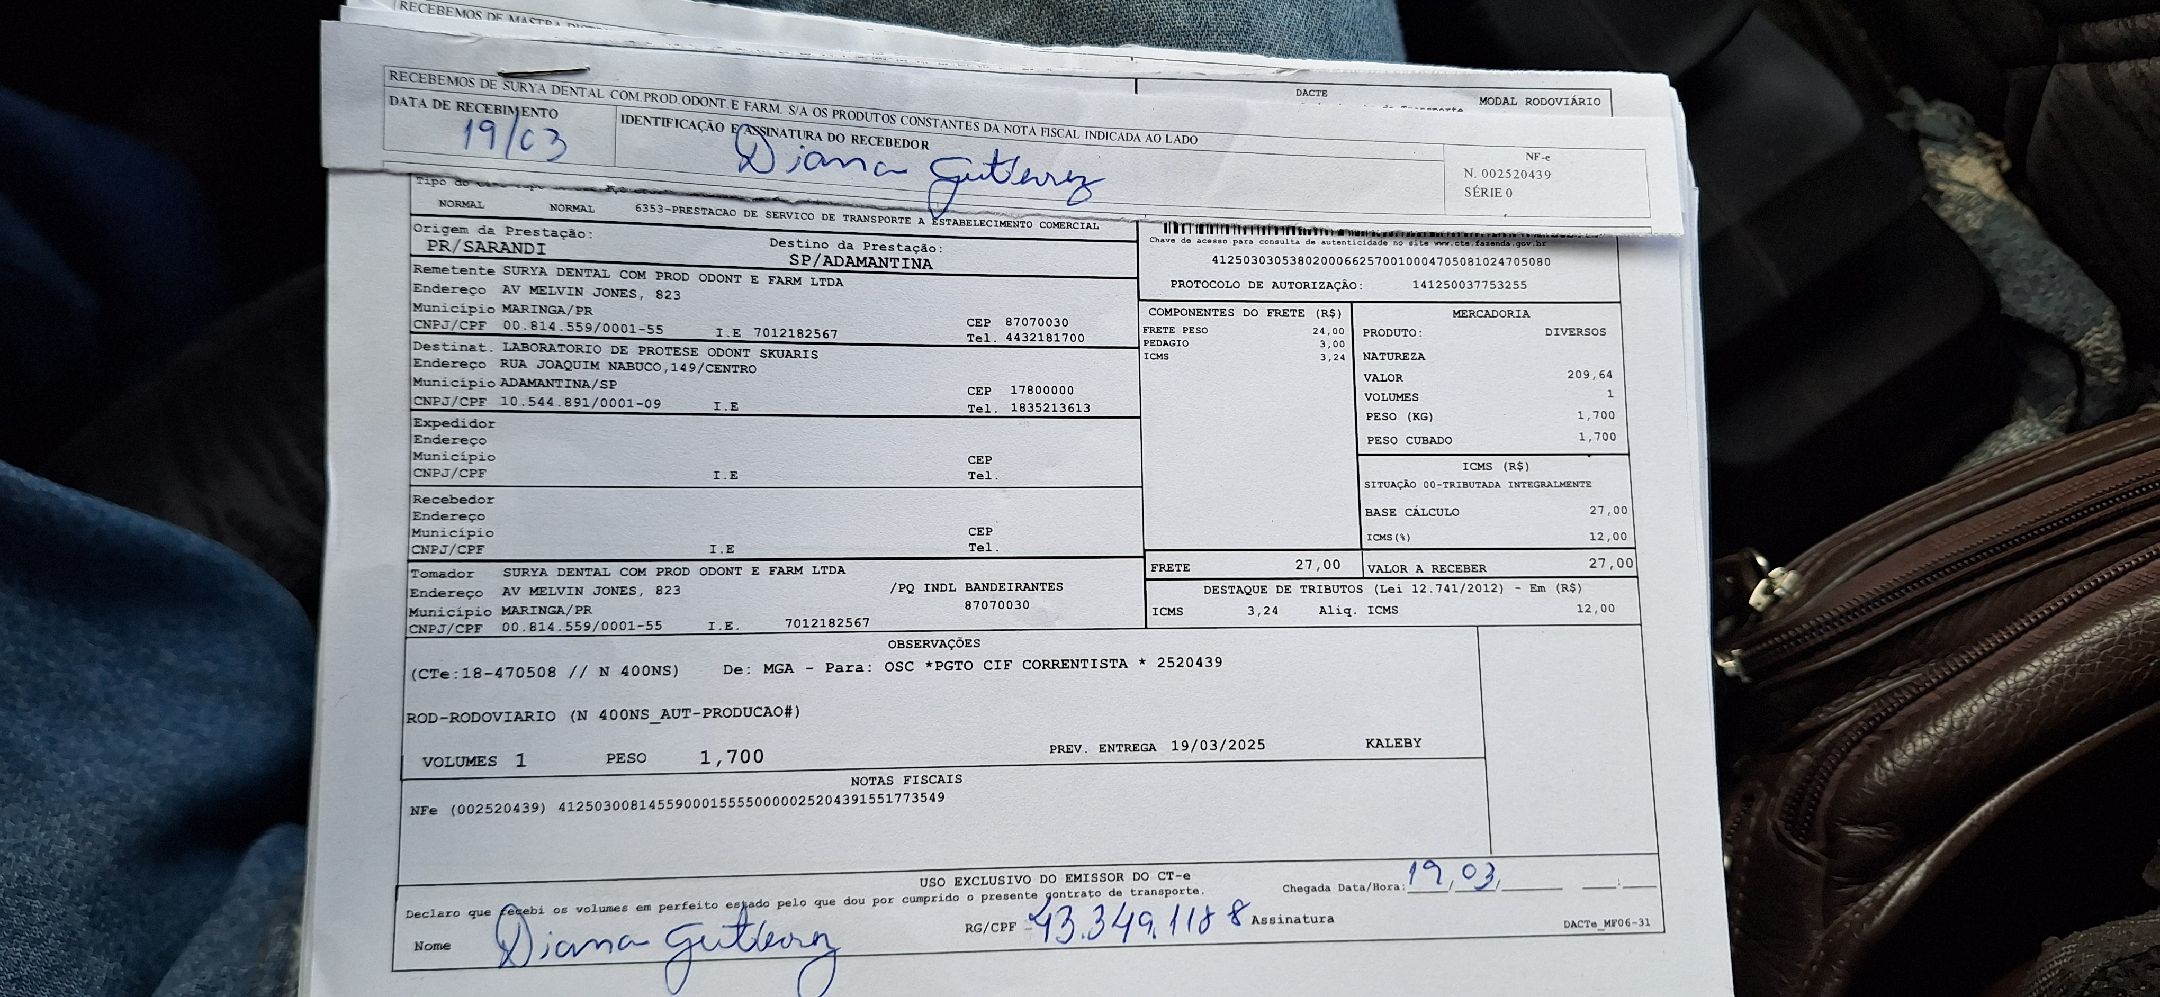 RECEBEMOS DE MASTRA
RECEBEMOS DE SURYA DENTAL COM.PROD.ODONT.E FARM. S/A OS PRODUTOS CONSTANTES DA NOTA FISCAL INDICADA AO LADO
DATA DE RECEBIMENTO
19/03
IDENTIFICAÇÃO E ASSINATURA DO RECEBEDOR
Diana Gutierrez
NF-e
N. 002520439
SÉRIE 0
DACTE
MODAL RODOVIÁRIO
NORMAL NORMAL 6353-PRESTACAO DE SERVICO DE TRANSPORTE A ESTABELECIMENTO COMERCIAL
Origem da Prestação:
PR/SARANDI
Destino da Prestação:
SP/ADAMANTINA
Chave de acesso para consulta de autenticidade no site www.cte.fazenda.gov.br
41250303053802000662570010004705081024705080
PROTOCOLO DE AUTORIZAÇÃO: 141250037753255
Remetente SURYA DENTAL COM PROD ODONT E FARM LTDA
Endereço AV MELVIN JONES, 823
Município MARINGA/PR CEP 87070030
CNPJ/CPF 00.814.559/0001-55 I.E 7012182567 Tel. 4432181700
Destinat. LABORATORIO DE PROTESE ODONT SKUARIS
Endereço RUA JOAQUIM NABUCO,149/CENTRO
Município ADAMANTINA/SP CEP 17800000
CNPJ/CPF 10.544.891/0001-09 I.E Tel. 1835213613
Expedidor
Endereço
Município CEP
CNPJ/CPF I.E Tel.
Recebedor
Endereço
Município CEP
CNPJ/CPF I.E Tel.
Tomador SURYA DENTAL COM PROD ODONT E FARM LTDA
Endereço AV MELVIN JONES, 823 /PQ INDL BANDEIRANTES
Município MARINGA/PR 87070030
CNPJ/CPF 00.814.559/0001-55 I.E. 7012182567
COMPONENTES DO FRETE (R$)
FRETE PESO 24,00
PEDAGIO 3,00
ICMS 3,24
MERCADORIA
PRODUTO: DIVERSOS
NATUREZA
VALOR 209,64
VOLUMES 1
PESO (KG) 1,700
PESO CUBADO 1,700
ICMS (R$)
SITUAÇÃO 00-TRIBUTADA INTEGRALMENTE
BASE CÁLCULO 27,00
ICMS(%) 12,00
FRETE 27,00 VALOR A RECEBER 27,00
DESTAQUE DE TRIBUTOS (Lei 12.741/2012) - Em (R$)
ICMS 3,24 Aliq. ICMS 12,00
OBSERVAÇÕES
(CTe:18-470508 // N 400NS) De: MGA - Para: OSC *PGTO CIF CORRENTISTA * 2520439
ROD-RODOVIARIO (N 400NS_AUT-PRODUCAO#)
VOLUMES 1 PESO 1,700 PREV. ENTREGA 19/03/2025 KALEBY
NOTAS FISCAIS
NFe (002520439) 41250300814559000155550000025204391551773549
USO EXCLUSIVO DO EMISSOR DO CT-e
Declaro que recebi os volumes em perfeito estado pelo que dou por cumprido o presente contrato de transporte.
Chegada Data/Hora: 19/03/
Nome Diana Gutierrez RG/CPF 43.349.118 8 Assinatura
DACTe_MF06-31